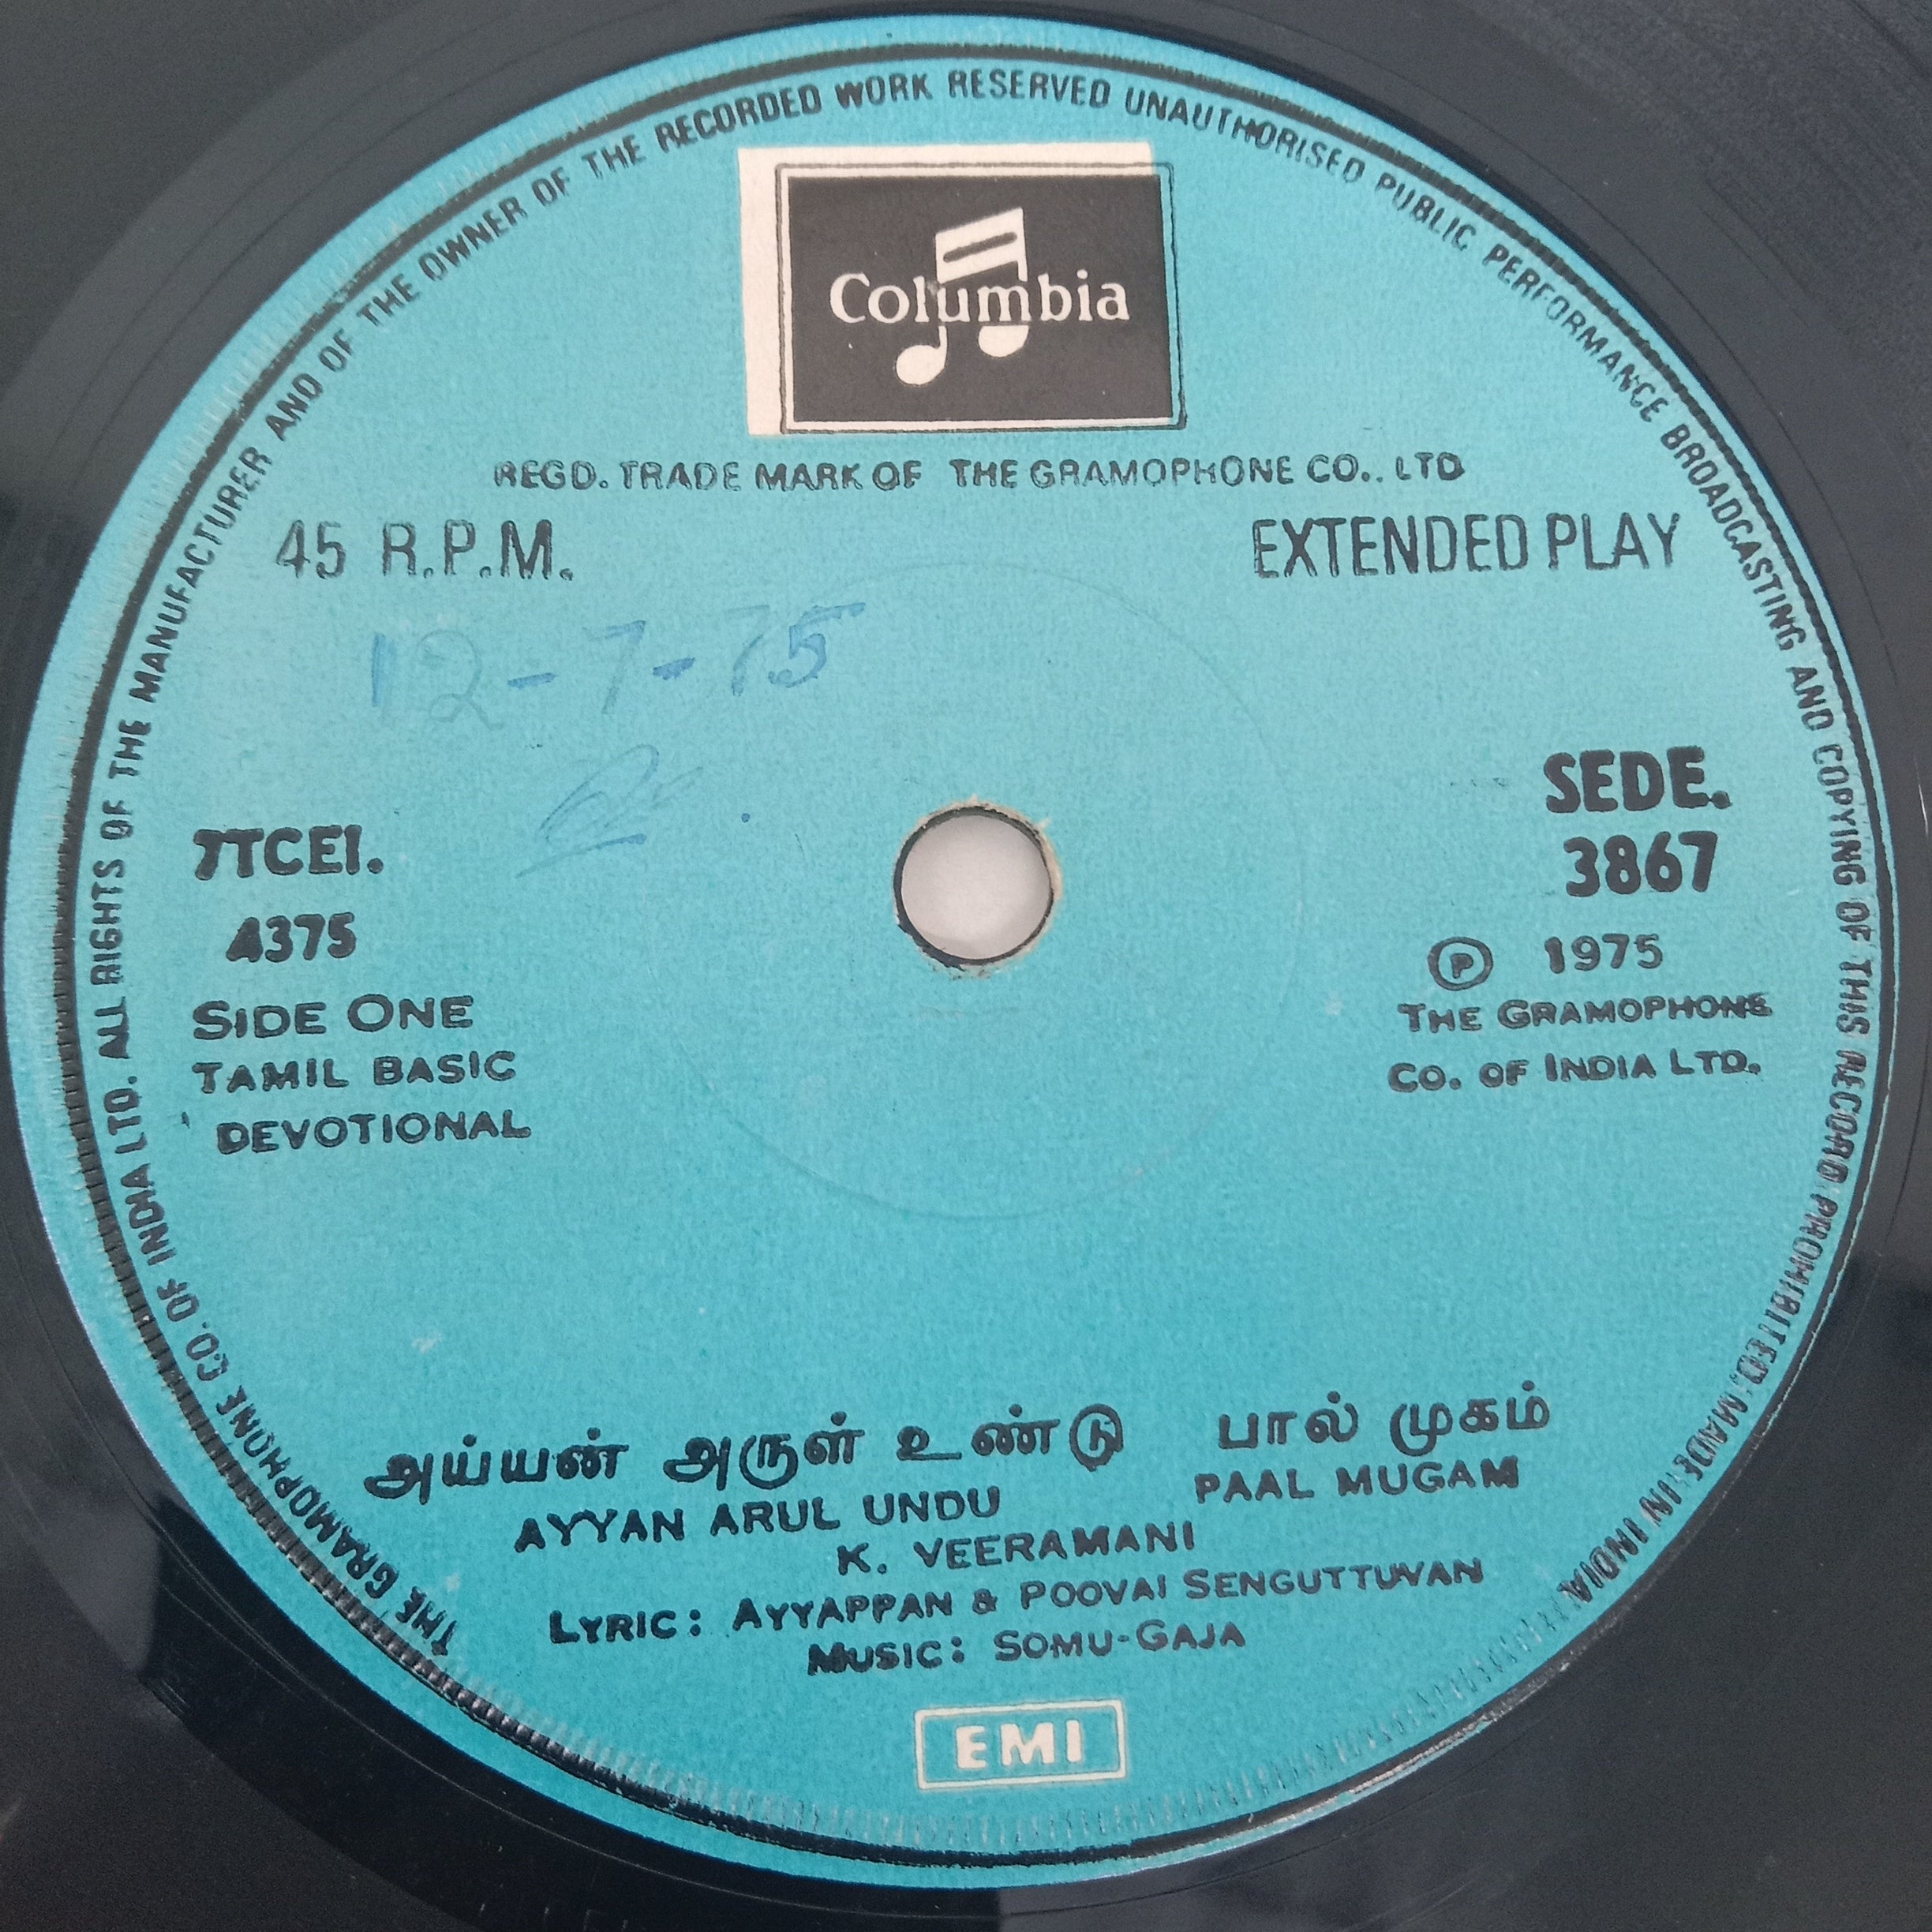 THE GRAMOPHONE CO. OF INDIA LTD. ALL RIGHTS OF THE MANUFACTURER AND OF THE OWNER OF THE RECORDED WORK RESERVED UNAUTHORISED PUBLIC PERFORMANCE BROADCASTING AND COPYING OF THIS RECORD PROHIBITED. MADE IN INDIA
Columbia
REGD. TRADE MARK OF THE GRAMOPHONE CO., LTD
45 R.P.M.
EXTENDED PLAY
12-7-75
7TCEI.
4375
SIDE ONE
TAMIL BASIC
DEVOTIONAL
SEDE.
3867
Ⓟ 1975
THE GRAMOPHONE
CO. OF INDIA LTD.
அய்யன் அருள் உண்டு பால் முகம்
AYYAN ARUL UNDU PAAL MUGAM
K. VEERAMANI
LYRIC: AYYAPPAN & POOVAI SENGUTTUVAN
MUSIC: SOMU-GAJA
EMI